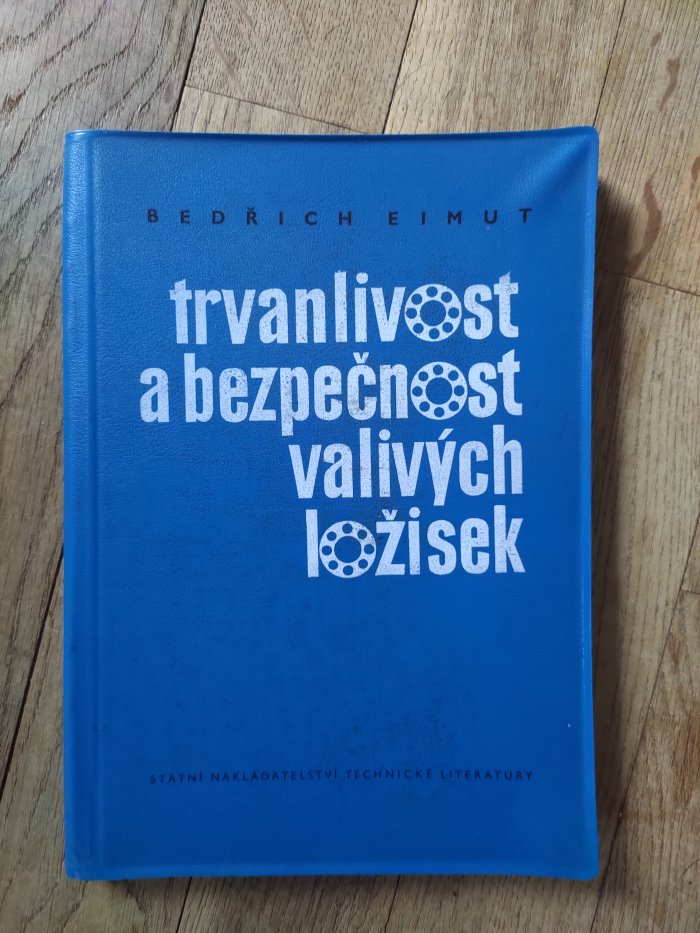 BEDŘICH EIMUT
trvanlivost
a bezpečnost
valivých
ložisek
STÁTNÍ NAKLADATELSTVÍ TECHNICKÉ LITERATURY